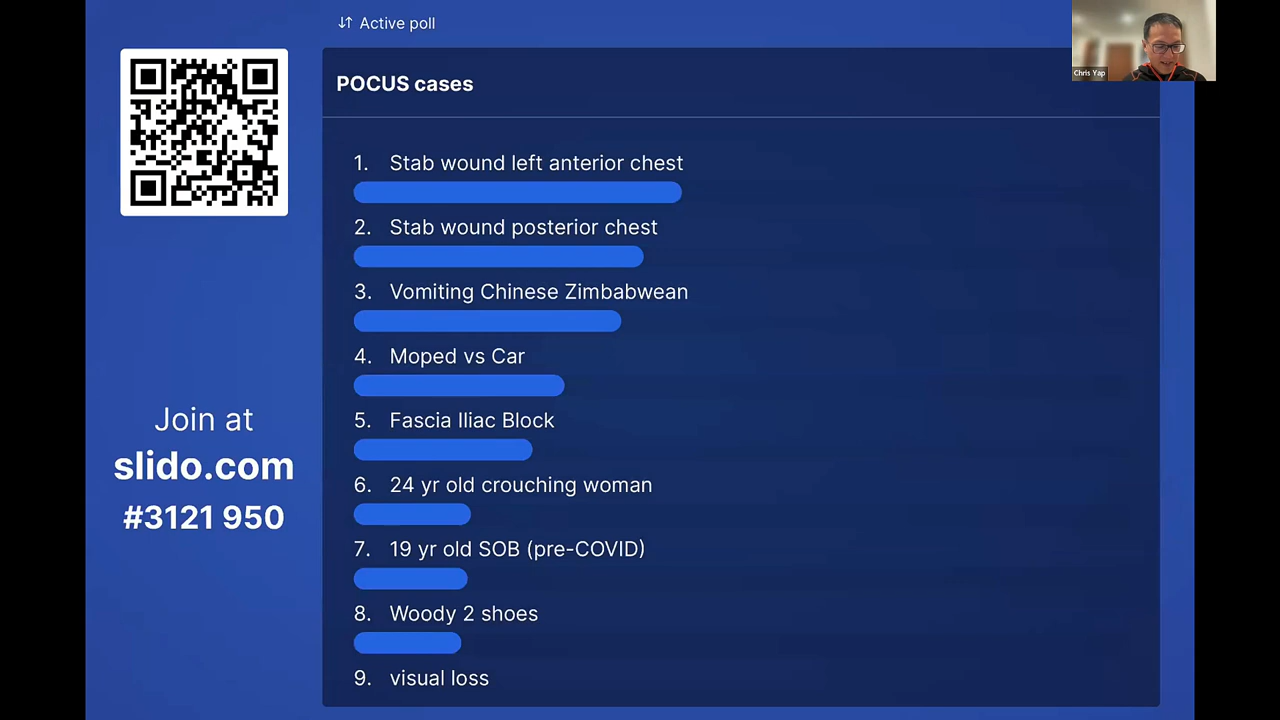 Active poll
Chris Yap
POCUS cases
1. Stab wound left anterior chest
2. Stab wound posterior chest
3. Vomiting Chinese Zimbabwean
4. Moped vs Car
5. Fascia Iliac Block
6. 24 yr old crouching woman
7. 19 yr old SOB (pre-COVID)
8. Woody 2 shoes
9. visual loss
Join at
slido.com
#3121 950